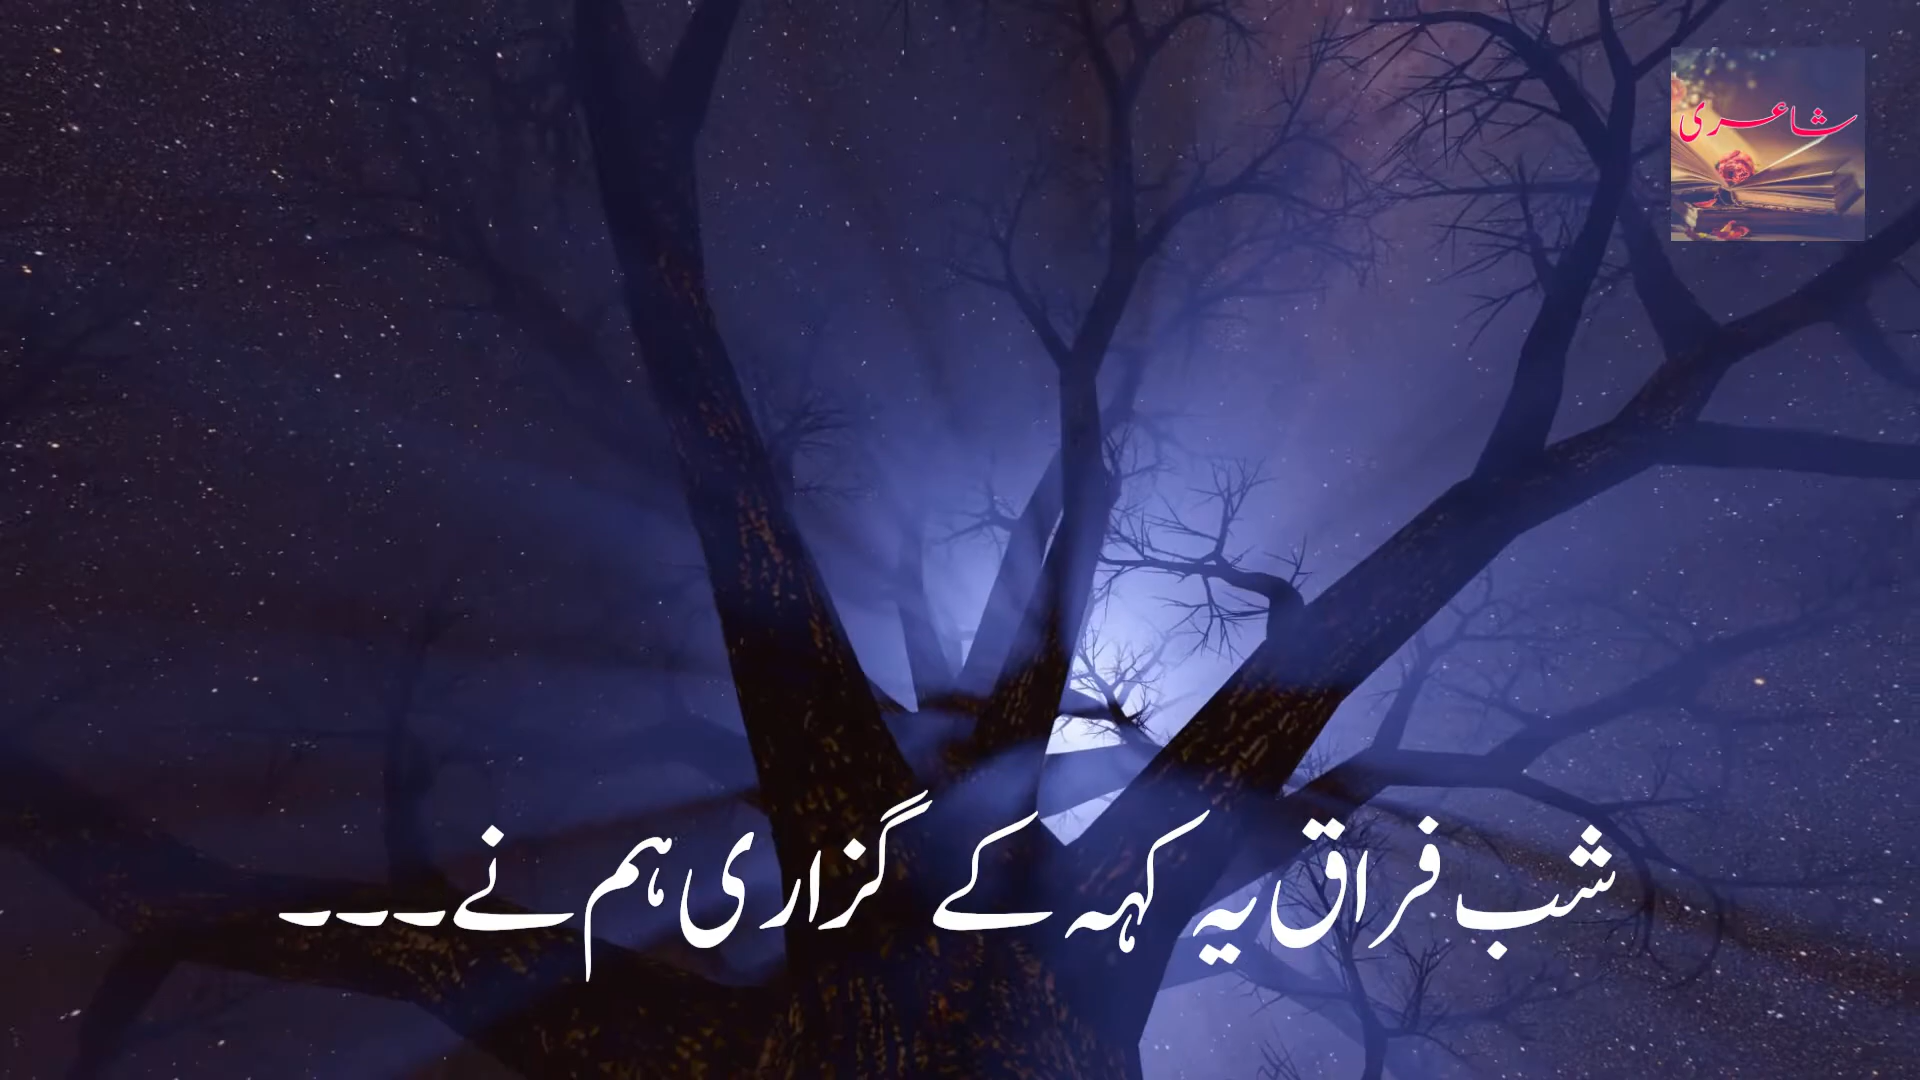 شاعری
شب فراق یہ کہہ کے گزاری ہم نے۔۔۔